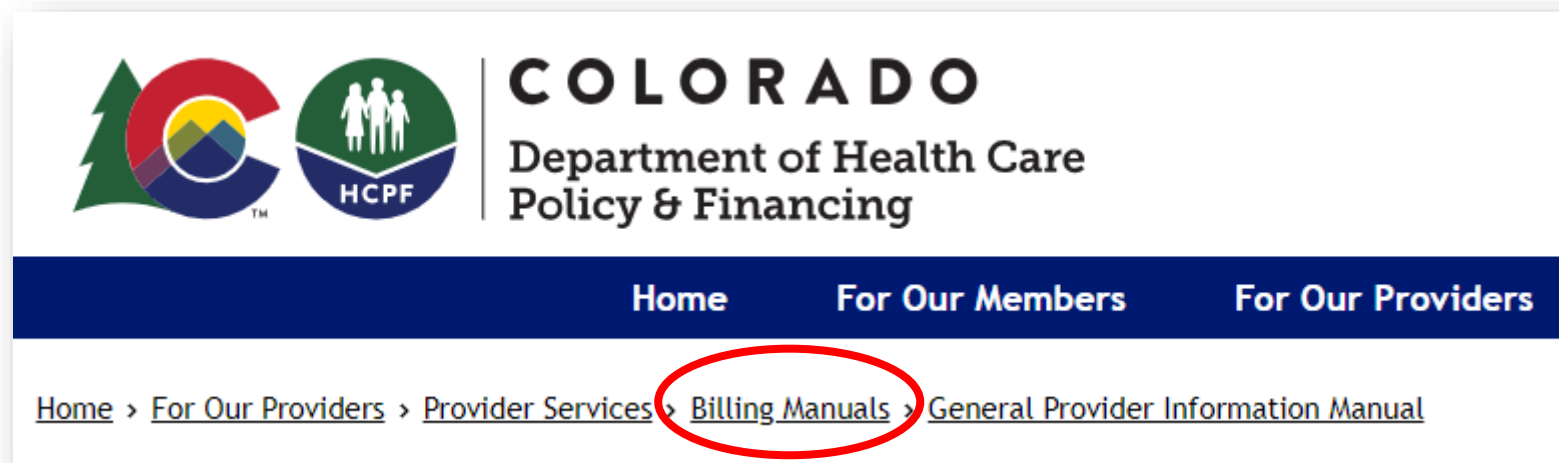 HCPF
TM
COLORADO
Department of Health Care
Policy & Financing
Home For Our Members For Our Providers
Home › For Our Providers › Provider Services › Billing Manuals › General Provider Information Manual